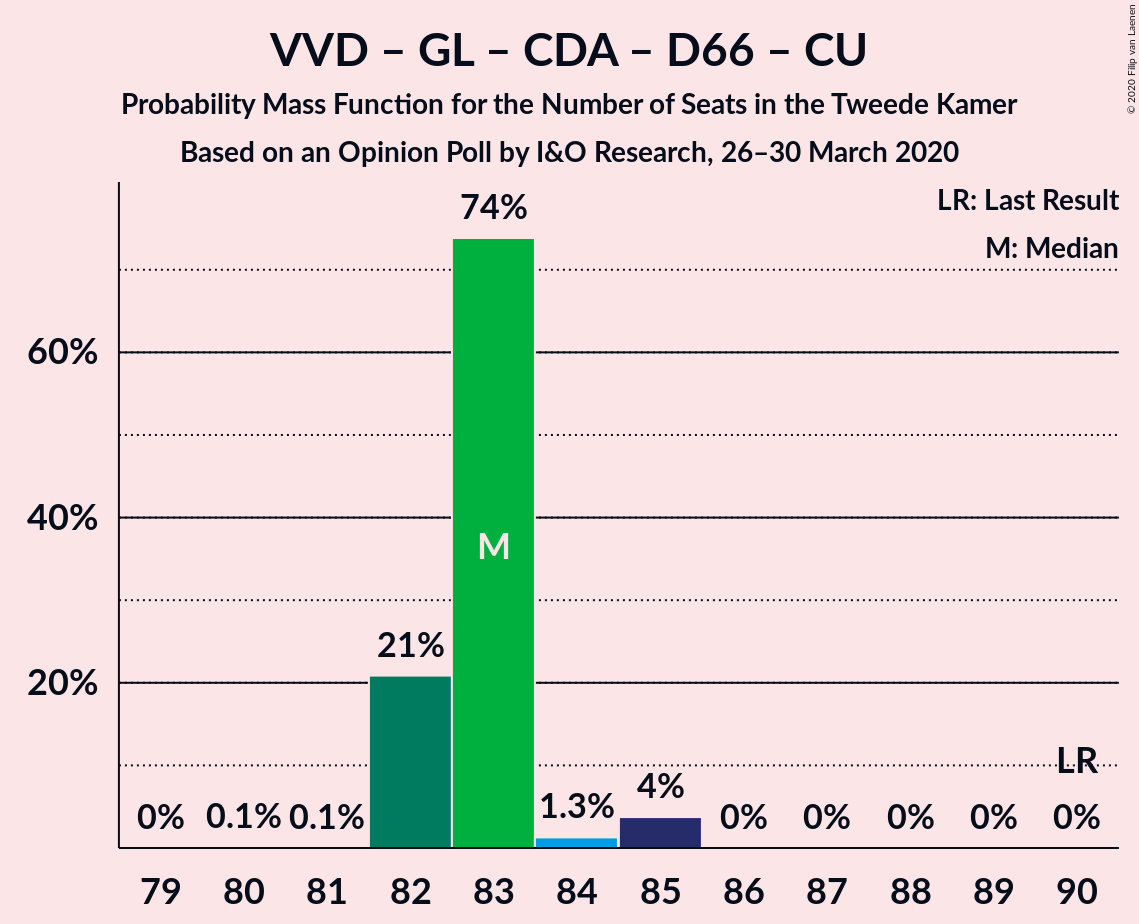 VVD – GL – CDA – D66 – CU
Probability Mass Function for the Number of Seats in the Tweede Kamer
Based on an Opinion Poll by I&O Research, 26–30 March 2020
© 2020 Filip van Laenen
LR: Last Result
M: Median
60%
40%
20%
0%
0.1%
0.1%
21%
74%
M
1.3%
4%
0%
0%
0%
0%
LR
0%
79 80 81 82 83 84 85 86 87 88 89 90